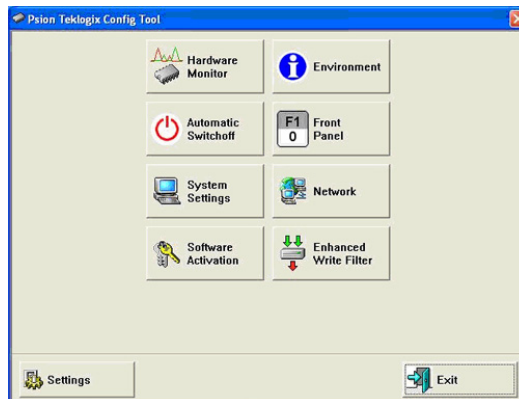 Psion Teklogix Config Tool
Hardware
Monitor
Environment
Automatic
Switchoff
F1
0
Front
Panel
System
Settings
Network
Software
Activation
Enhanced
Write Filter
Settings
Exit